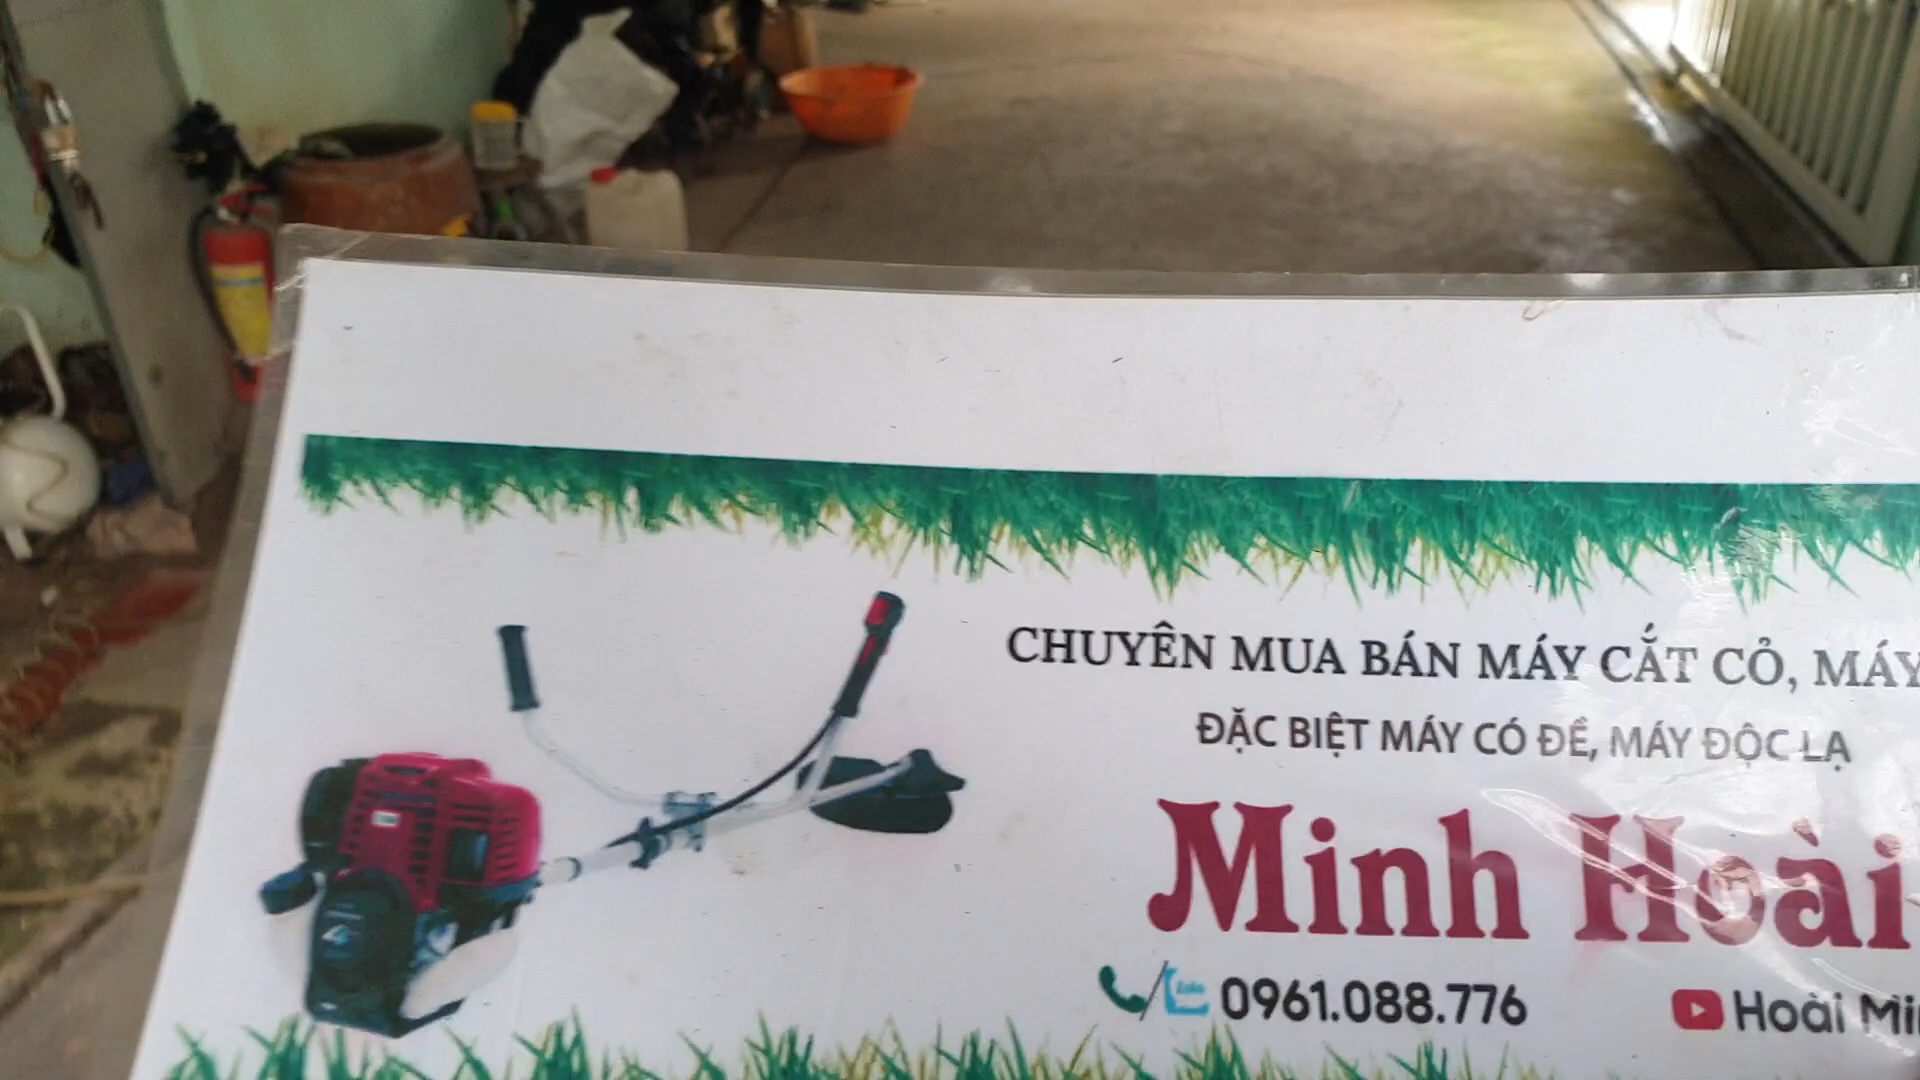 CHUYÊN MUA BÁN MÁY CẮT CỎ, MÁY
ĐẶC BIỆT MÁY CÓ ĐỀ, MÁY ĐỘC LẠ
Minh Hoài
Zalo 0961.088.776
Hoài